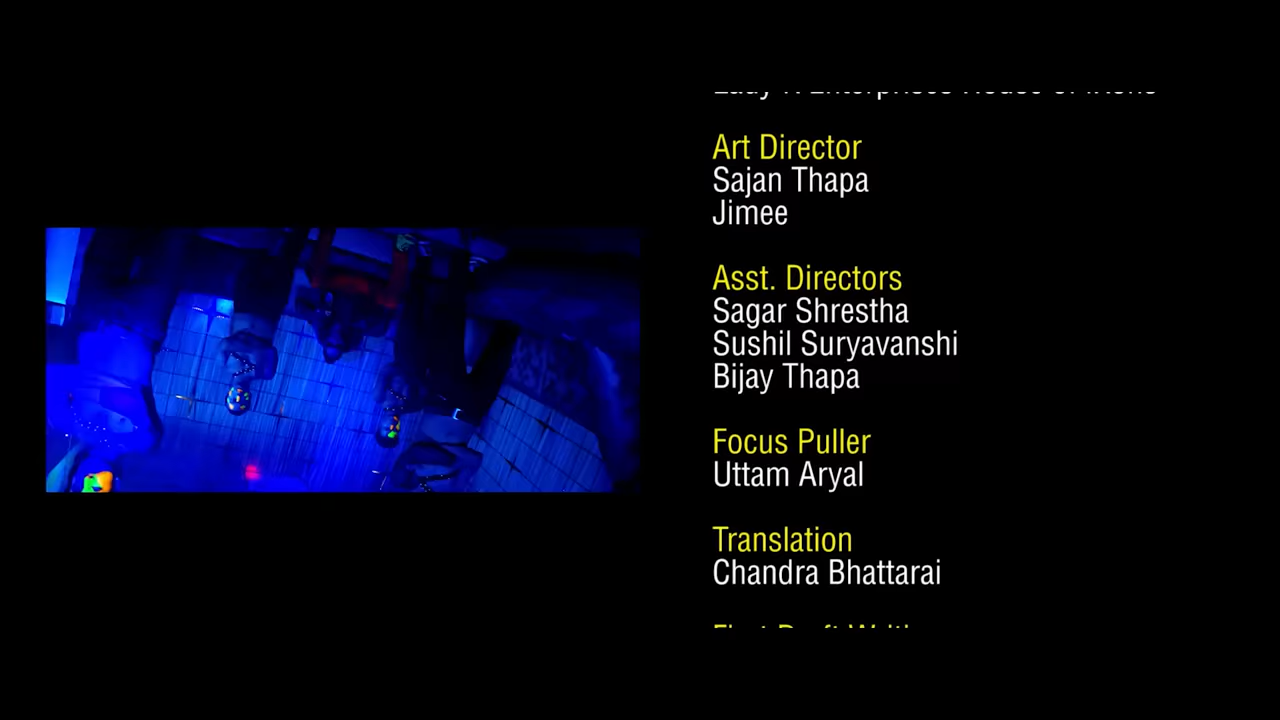 Art Director
Sajan Thapa
Jimee
Asst. Directors
Sagar Shrestha
Sushil Suryavanshi
Bijay Thapa
Focus Puller
Uttam Aryal
Translation
Chandra Bhattarai